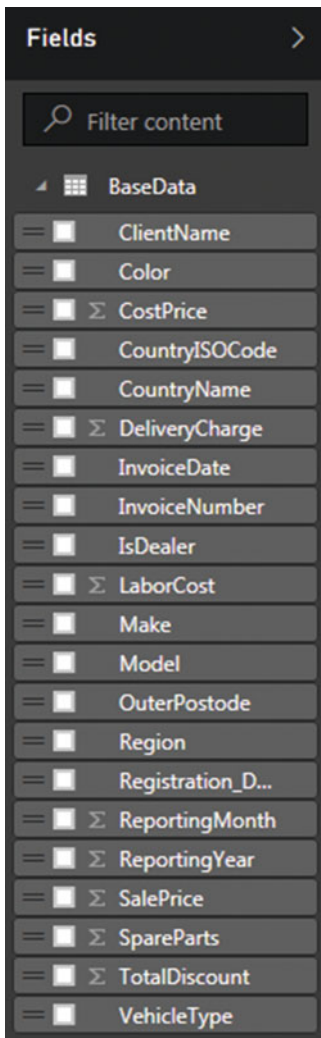 Fields
Filter content
BaseData
ClientName
Color
Σ CostPrice
CountryISOCode
CountryName
Σ DeliveryCharge
InvoiceDate
InvoiceNumber
IsDealer
Σ LaborCost
Make
Model
OuterPostode
Region
Registration_D...
Σ ReportingMonth
Σ ReportingYear
Σ SalePrice
Σ SpareParts
Σ TotalDiscount
VehicleType